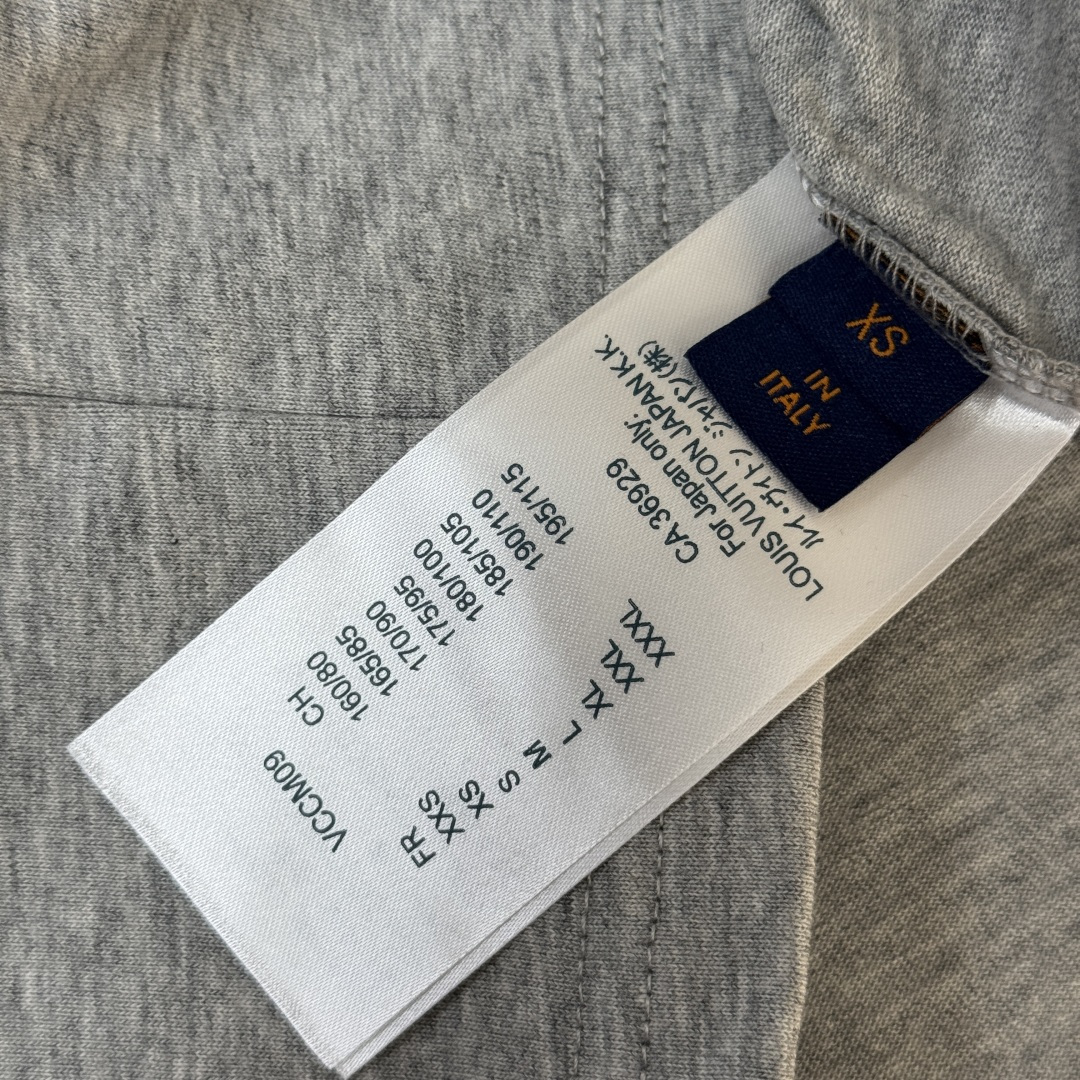 XS
IN
ITALY
VCCM09
FR CH
XXS 160/80
XS 165/85
S 170/90
M 175/95
L 180/100
XL 185/105
XXL 190/110
XXXL 195/115
CA 36929
For Japan only:
LOUIS VUITTON JAPAN K.K.
ルイ・ヴィトン ジャパン(株)